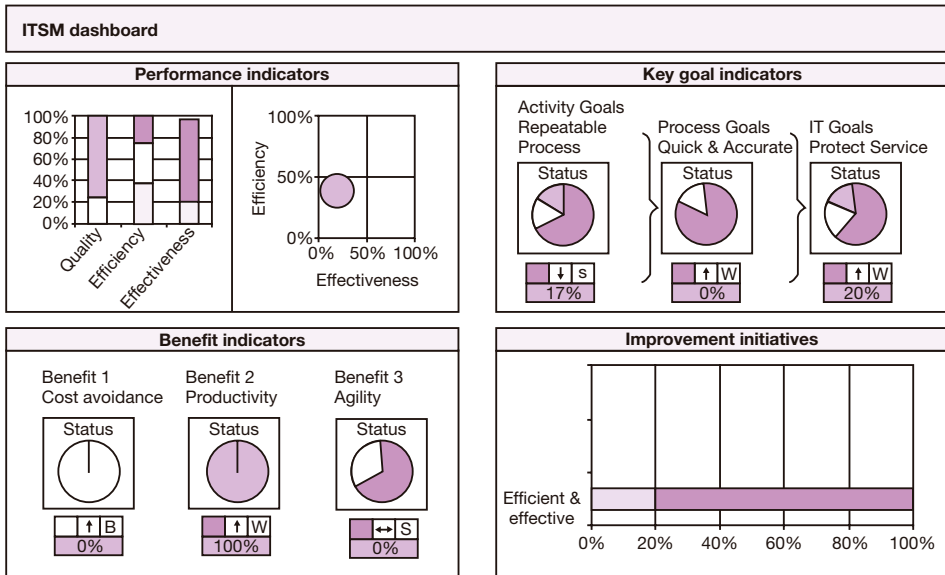 ITSM dashboard
Performance indicators
100%
80%
60%
40%
20%
0%
Quality
Efficiency
Effectiveness
Efficiency
100%
50%
0%
0% 50% 100%
Effectiveness
Key goal indicators
Activity Goals
Repeatable
Process
Status
s
17%
Process Goals
Quick & Accurate
Status
W
0%
IT Goals
Protect Service
Status
W
20%
Benefit indicators
Benefit 1
Cost avoidance
Status
B
0%
Benefit 2
Productivity
Status
W
100%
Benefit 3
Agility
Status
S
0%
Improvement initiatives
Efficient &
effective
0% 20% 40% 60% 80% 100%